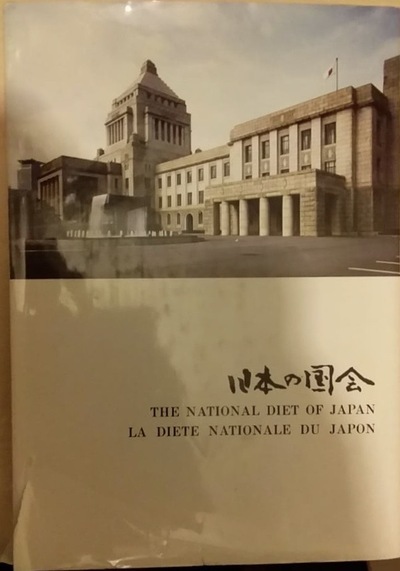 日本の国会
THE NATIONAL DIET OF JAPAN
LA DIETE NATIONALE DU JAPON